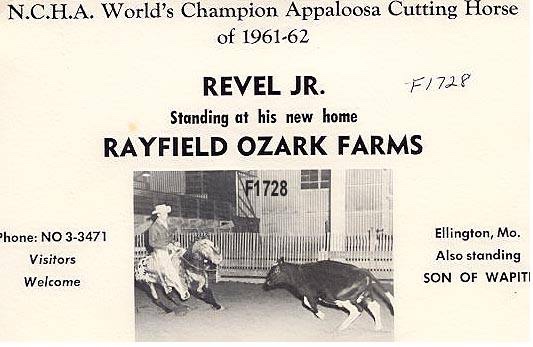 N.C.H.A. World's Champion Appaloosa Cutting Horse
of 1961-62
REVEL JR.
F1728
Standing at his new home
RAYFIELD OZARK FARMS
F1728
Phone: NO 3-3471
Visitors
Welcome
Ellington, Mo.
Also standing
SON OF WAPITI